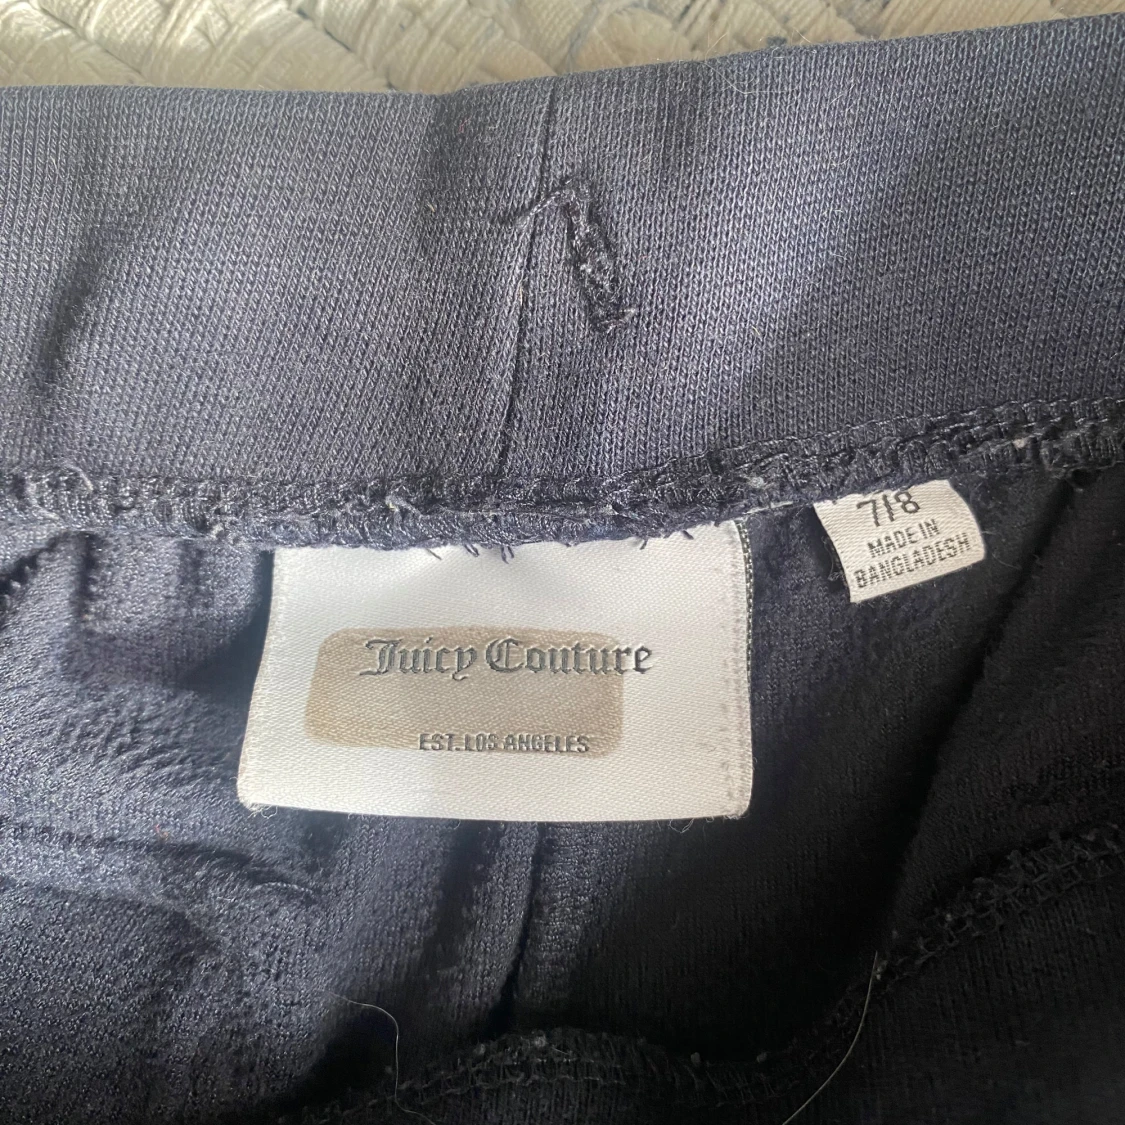 7/8
MADE IN
BANGLADESH
Juicy Couture
EST. LOS ANGELES